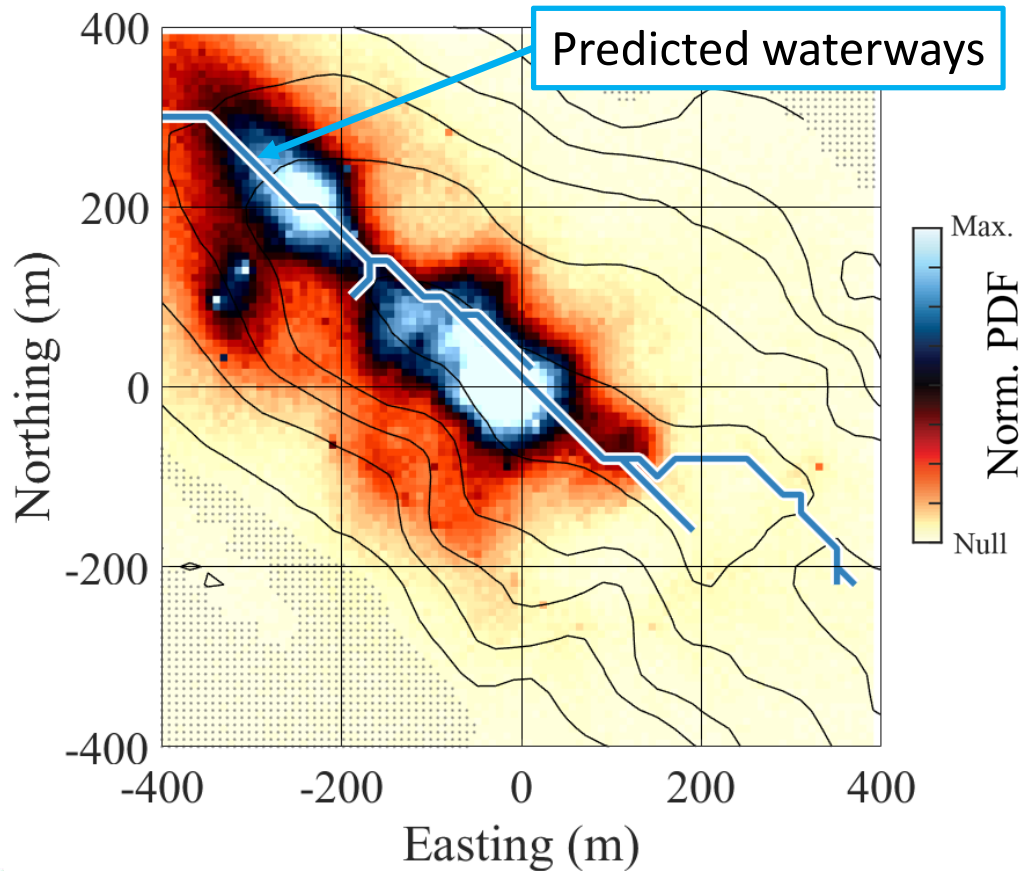 Predicted waterways
400
200
0
-200
-400
-400
-200
0
200
400
Northing (m)
Easting (m)
Max.
Null
Norm. PDF